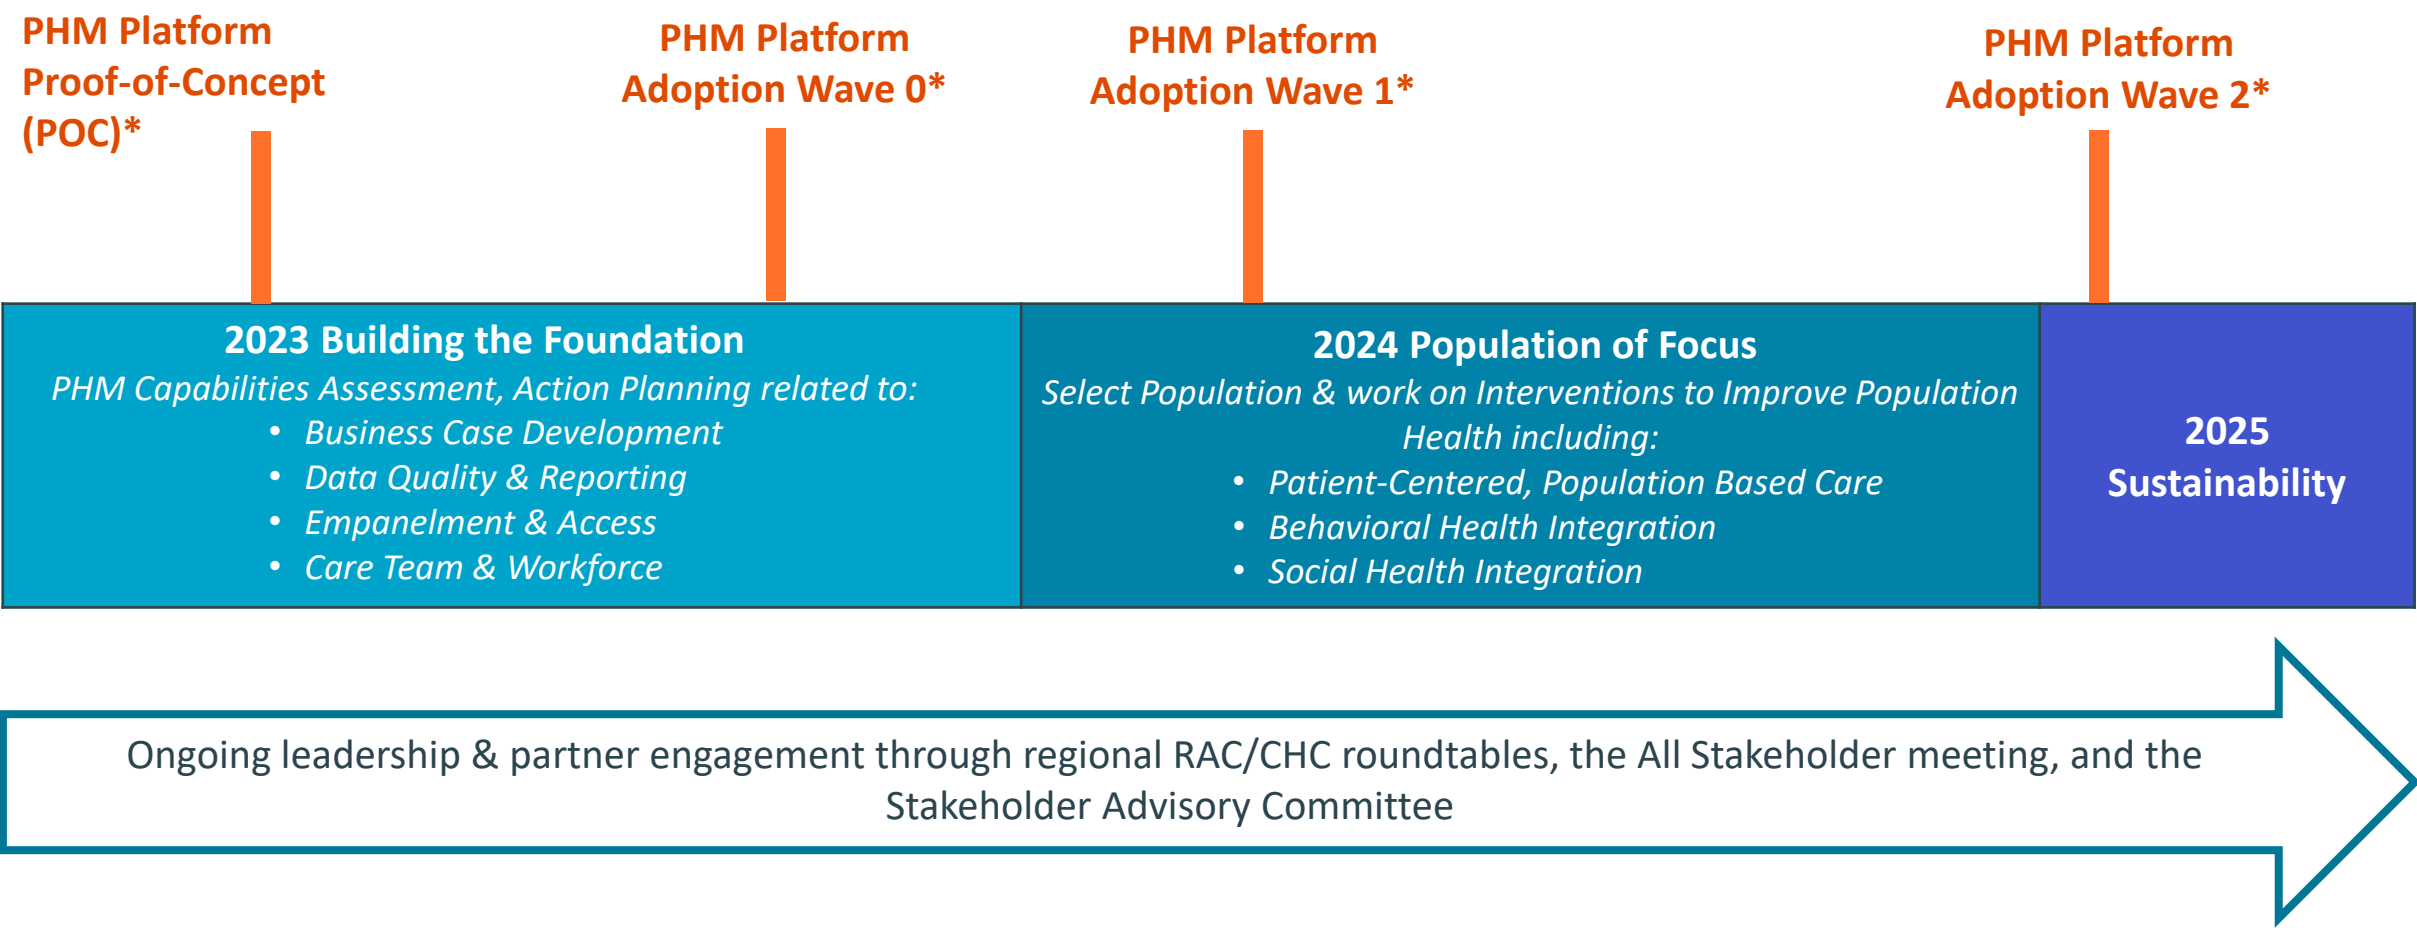 PHM Platform
Proof-of-Concept
(POC)*
PHM Platform
Adoption Wave 0*
PHM Platform
Adoption Wave 1*
PHM Platform
Adoption Wave 2*
2023 Building the Foundation
PHM Capabilities Assessment, Action Planning related to:
• Business Case Development
• Data Quality & Reporting
• Empanelment & Access
• Care Team & Workforce
2024 Population of Focus
Select Population & work on Interventions to Improve Population
Health including:
• Patient-Centered, Population Based Care
• Behavioral Health Integration
• Social Health Integration
2025
Sustainability
Ongoing leadership & partner engagement through regional RAC/CHC roundtables, the All Stakeholder meeting, and the
Stakeholder Advisory Committee